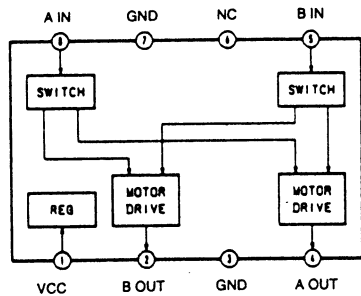 A IN GND NC B IN
8 7 6 5
SWITCH SWITCH
MOTOR DRIVE MOTOR DRIVE
REG
1 2 3 4
VCC B OUT GND A OUT